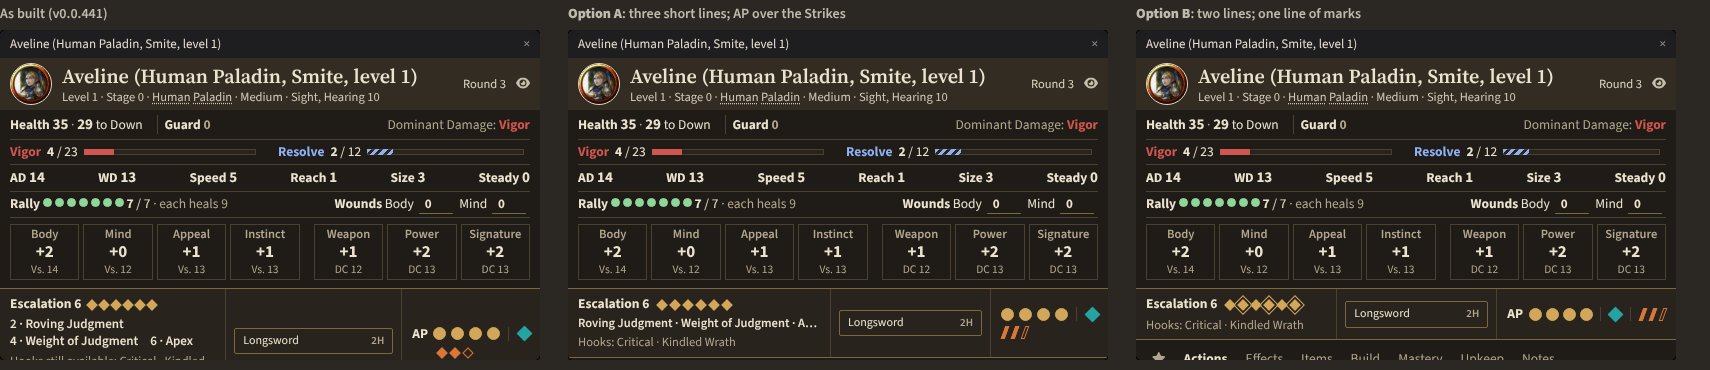 As built (v0.0.441)
Aveline (Human Paladin, Smite, level 1) ×
Aveline (Human Paladin, Smite, level 1)
Round 3
Level 1 · Stage 0 · Human Paladin · Medium · Sight, Hearing 10
Health 35 · 29 to Down Guard 0 Dominant Damage: Vigor
Vigor 4 / 23 Resolve 2 / 12
AD 14 WD 13 Speed 5 Reach 1 Size 3 Steady 0
Rally 7 / 7 · each heals 9 Wounds Body 0 Mind 0
Body Mind Appeal Instinct Weapon Power Signature
+2 +0 +1 +1 +1 +2 +2
Vs. 14 Vs. 12 Vs. 13 Vs. 13 DC 12 DC 13 DC 13
Escalation 6
2 · Roving Judgment
4 · Weight of Judgment 6 · Apex
Hooks still available: Critical · Kindled
Longsword 2H
AP
Option A: three short lines; AP over the Strikes
Aveline (Human Paladin, Smite, level 1) ×
Aveline (Human Paladin, Smite, level 1)
Round 3
Level 1 · Stage 0 · Human Paladin · Medium · Sight, Hearing 10
Health 35 · 29 to Down Guard 0 Dominant Damage: Vigor
Vigor 4 / 23 Resolve 2 / 12
AD 14 WD 13 Speed 5 Reach 1 Size 3 Steady 0
Rally 7 / 7 · each heals 9 Wounds Body 0 Mind 0
Body Mind Appeal Instinct Weapon Power Signature
+2 +0 +1 +1 +1 +2 +2
Vs. 14 Vs. 12 Vs. 13 Vs. 13 DC 12 DC 13 DC 13
Escalation 6
Roving Judgment · Weight of Judgment · A…
Hooks: Critical · Kindled Wrath
Longsword 2H
Option B: two lines; one line of marks
Aveline (Human Paladin, Smite, level 1) ×
Aveline (Human Paladin, Smite, level 1)
Round 3
Level 1 · Stage 0 · Human Paladin · Medium · Sight, Hearing 10
Health 35 · 29 to Down Guard 0 Dominant Damage: Vigor
Vigor 4 / 23 Resolve 2 / 12
AD 14 WD 13 Speed 5 Reach 1 Size 3 Steady 0
Rally 7 / 7 · each heals 9 Wounds Body 0 Mind 0
Body Mind Appeal Instinct Weapon Power Signature
+2 +0 +1 +1 +1 +2 +2
Vs. 14 Vs. 12 Vs. 13 Vs. 13 DC 12 DC 13 DC 13
Escalation 6
Hooks: Critical · Kindled Wrath
Longsword 2H
AP
Actions Effects Items Build Mastery Upkeep Notes